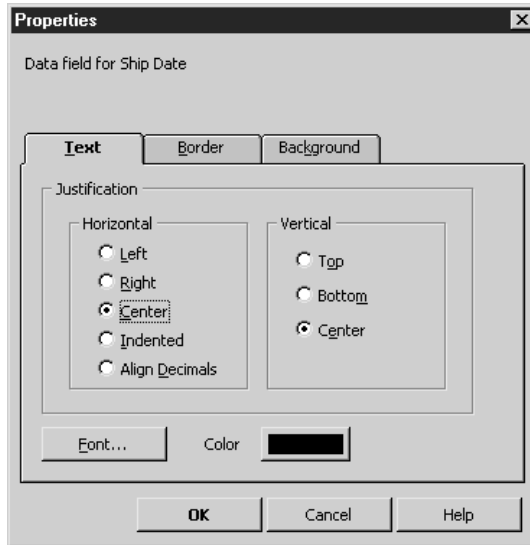 Properties
Data field for Ship Date
Text Border Background
Justification
Horizontal Vertical
Left
Right
Center
Indented
Align Decimals
Top
Bottom
Center
Font... Color
OK Cancel Help